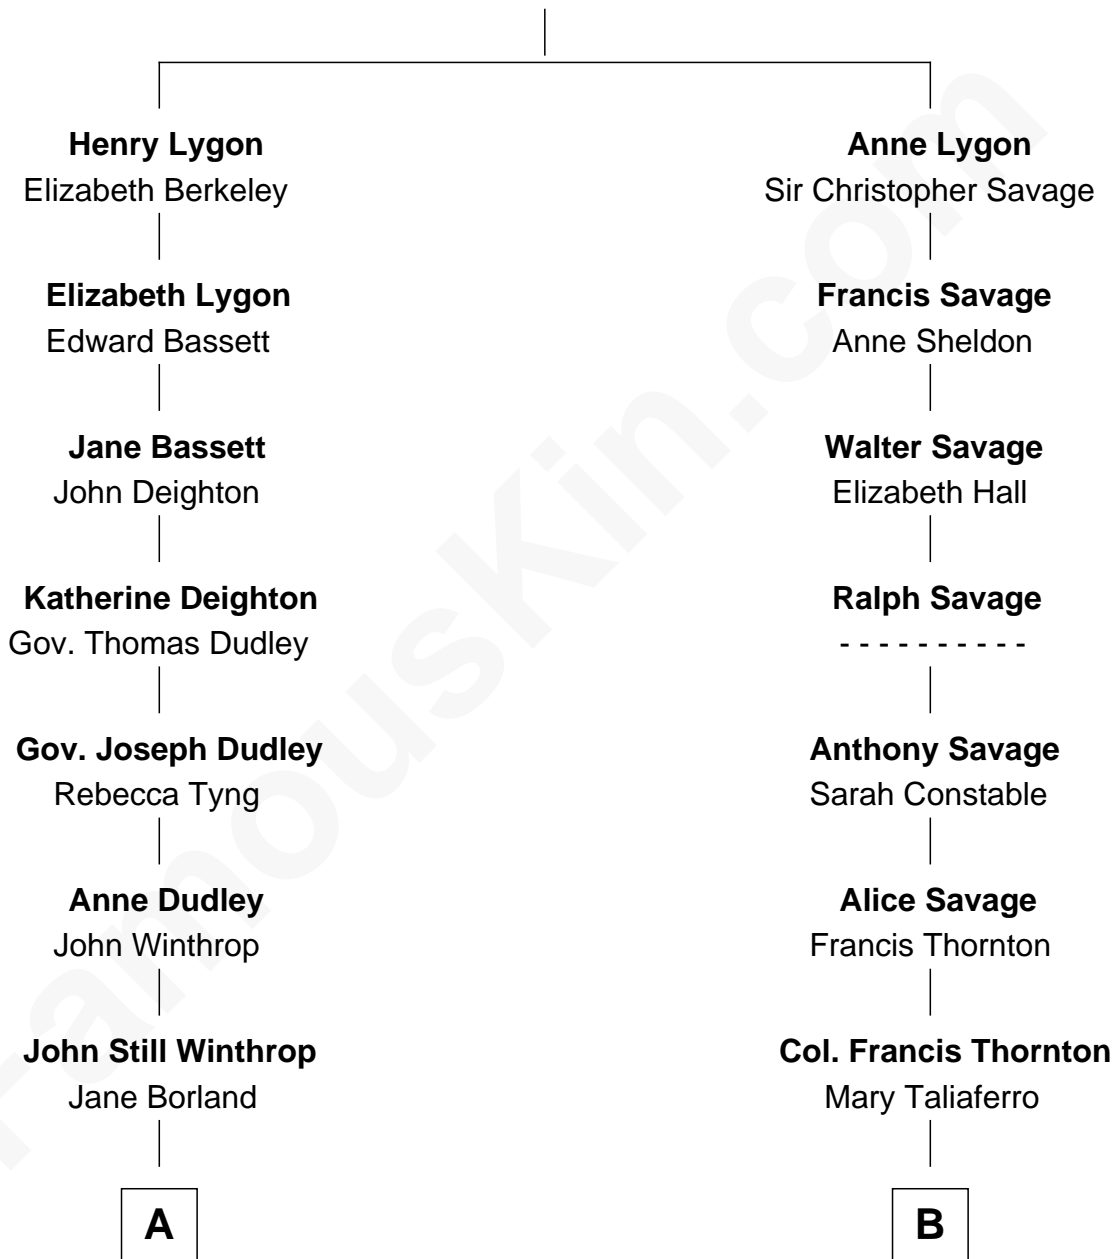 Henry Lygon
Elizabeth Berkeley
Elizabeth Lygon
Edward Bassett
Jane Bassett
John Deighton
Katherine Deighton
Gov. Thomas Dudley
Gov. Joseph Dudley
Rebecca Tyng
Anne Dudley
John Winthrop
John Still Winthrop
Jane Borland
A
Anne Lygon
Sir Christopher Savage
Francis Savage
Anne Sheldon
Walter Savage
Elizabeth Hall
Ralph Savage
- - - - - - - - - -
Anthony Savage
Sarah Constable
Alice Savage
Francis Thornton
Col. Francis Thornton
Mary Taliaferro
B
FamousKin.com